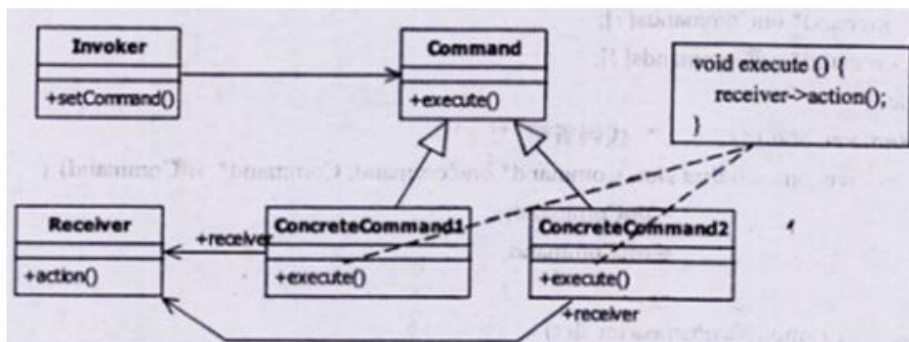 Invoker
+setCommand()
Command
+execute()
void execute () {
receiver->action();
}
Receiver
+action()
+receiver
ConcreteCommand1
+execute()
ConcreteCommand2
+execute()
+receiver